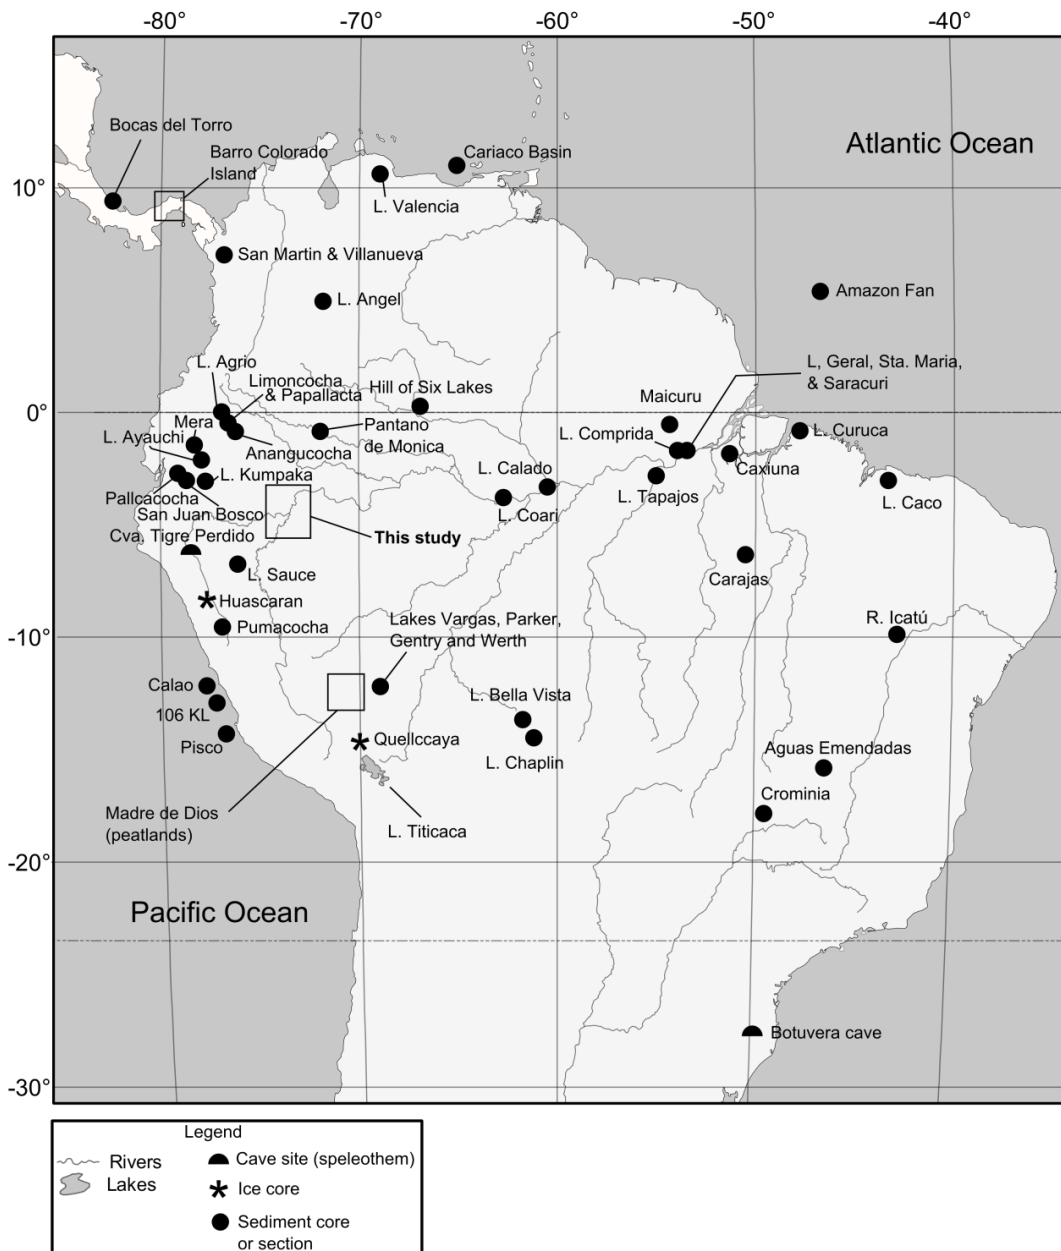 -80°
-70°
-60°
-50°
-40°
Bocas del Torro
Atlantic Ocean
Barro Colorado
Island
Cariaco Basin
10°
L. Valencia
San Martin & Villanueva
Amazon Fan
L. Angel
L. Agrio
L, Geral, Sta. Maria,
& Saracuri
Limoncocha
& Papallacta
Hill of Six Lakes
Maicuru
0°
Mera
Pantano
de Monica
L. Ayauchi
Anangucocha
L. Comprida
L. Curuca
L. Kumpaka
L. Calado
Caxiuna
Pallcacocha
L. Tapajos
L. Caco
San Juan Bosco
L. Coari
Cva. Tigre Perdido
This study
L. Sauce
Carajas
Huascaran
Lakes Vargas, Parker,
Gentry and Werth
R. Icatú
Pumacocha
-10°
Calao
L. Bella Vista
106 KL
Pisco
Quellccaya
L. Chaplin
Aguas Emendadas
Crominia
Madre de Dios
(peatlands)
L. Titicaca
-20°
Pacific Ocean
Botuvera cave
-30°
Legend
Rivers
Lakes
Cave site (speleothem)
Ice core
Sediment core
or section